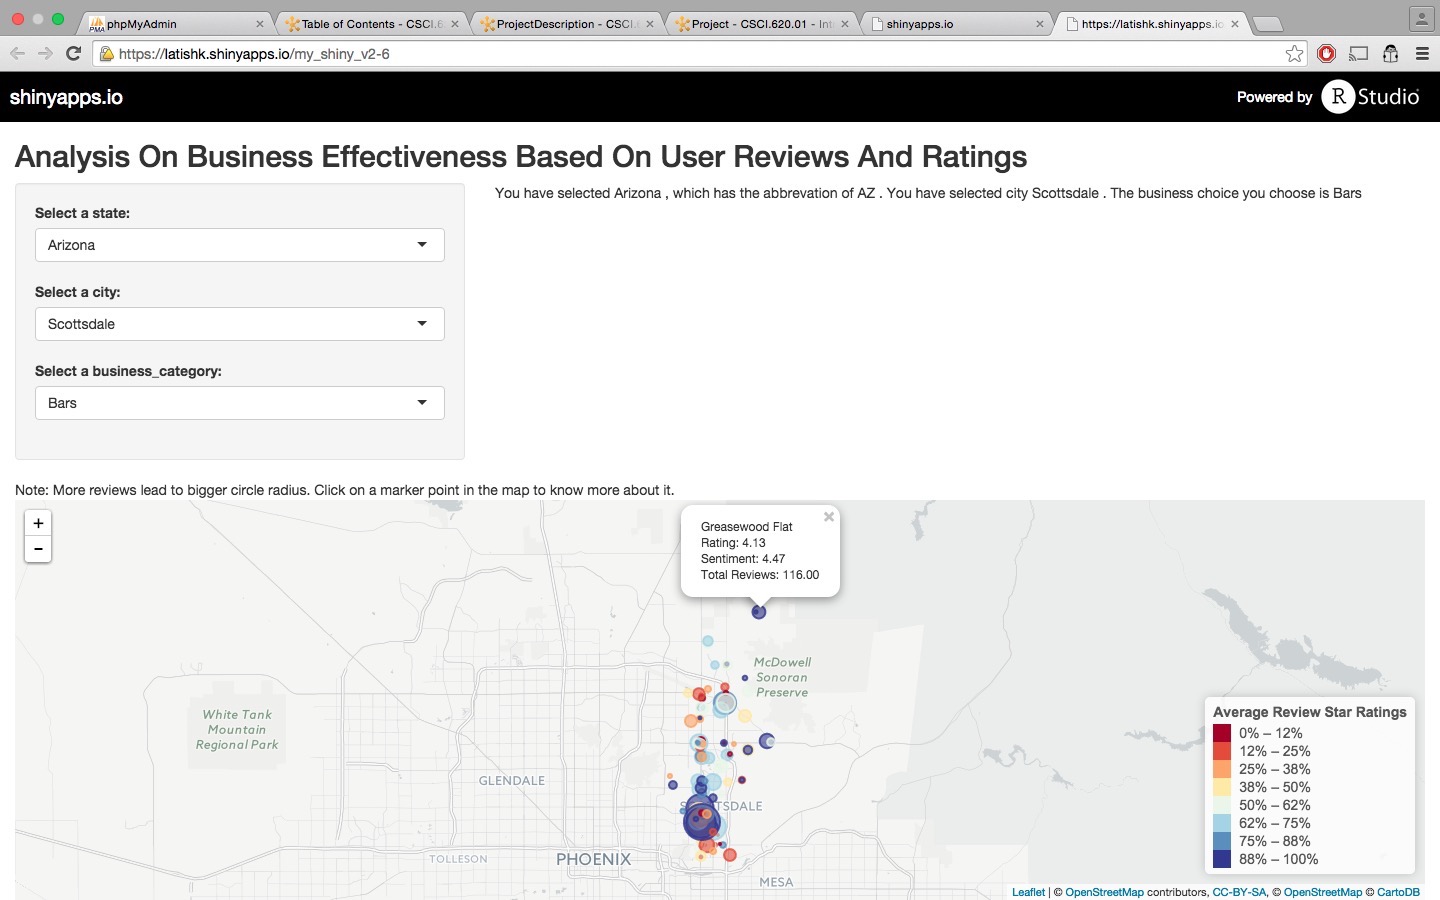 phpMyAdmin
Table of Contents - CSCI.6
ProjectDescription - CSCI.6
Project - CSCI.620.01 - Int
shinyapps.io
https://latishk.shinyapps.io
https://latishk.shinyapps.io/my_shiny_v2-6
shinyapps.io
Powered by R Studio
Analysis On Business Effectiveness Based On User Reviews And Ratings
You have selected Arizona , which has the abbrevation of AZ . You have selected city Scottsdale . The business choice you choose is Bars
Select a state:
Arizona
Select a city:
Scottsdale
Select a business_category:
Bars
Note: More reviews lead to bigger circle radius. Click on a marker point in the map to know more about it.
+
-
Greasewood Flat
Rating: 4.13
Sentiment: 4.47
Total Reviews: 116.00
McDowell
Sonoran
Preserve
White Tank
Mountain
Regional Park
GLENDALE
TOLLESON
PHOENIX
MESA
Average Review Star Ratings
0% – 12%
12% – 25%
25% – 38%
38% – 50%
50% – 62%
62% – 75%
75% – 88%
88% – 100%
Leaflet | © OpenStreetMap contributors, CC-BY-SA, © OpenStreetMap © CartoDB